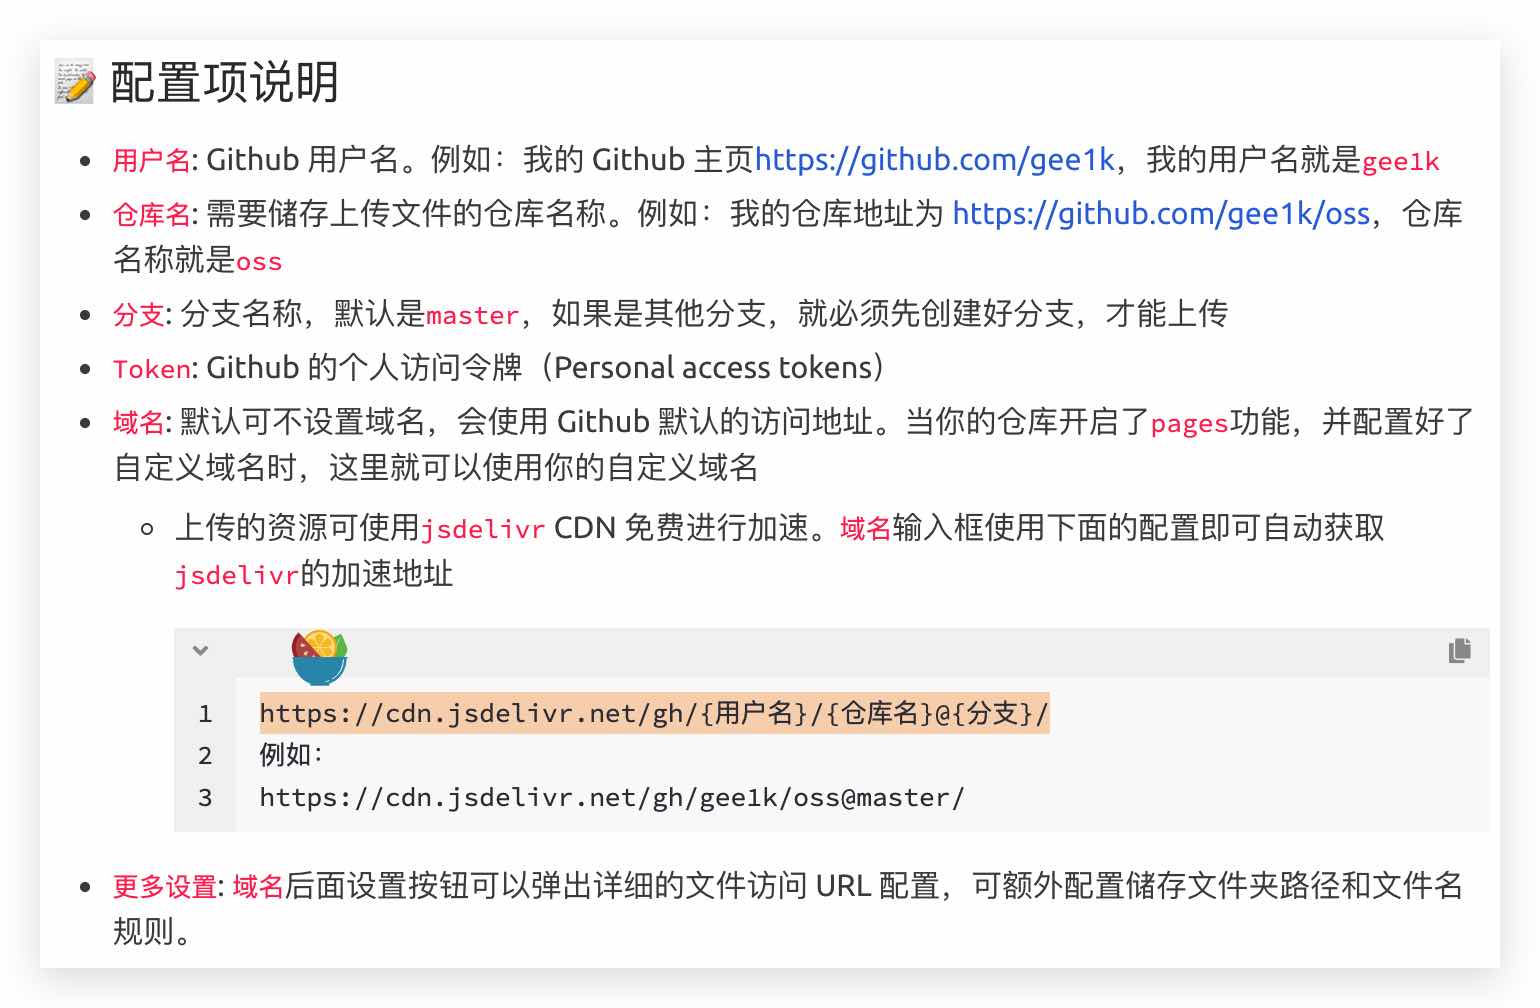 配置项说明
用户名: Github 用户名。例如：我的 Github 主页https://github.com/gee1k，我的用户名就是gee1k
仓库名: 需要储存上传文件的仓库名称。例如：我的仓库地址为 https://github.com/gee1k/oss，仓库
名称就是oss
分支: 分支名称，默认是master，如果是其他分支，就必须先创建好分支，才能上传
Token: Github 的个人访问令牌（Personal access tokens）
域名: 默认可不设置域名，会使用 Github 默认的访问地址。当你的仓库开启了pages功能，并配置好了
自定义域名时，这里就可以使用你的自定义域名
上传的资源可使用jsdelivr CDN 免费进行加速。域名输入框使用下面的配置即可自动获取
jsdelivr的加速地址
1 https://cdn.jsdelivr.net/gh/{用户名}/{仓库名}@{分支}/
2 例如：
3 https://cdn.jsdelivr.net/gh/gee1k/oss@master/
更多设置: 域名后面设置按钮可以弹出详细的文件访问 URL 配置，可额外配置储存文件夹路径和文件名
规则。